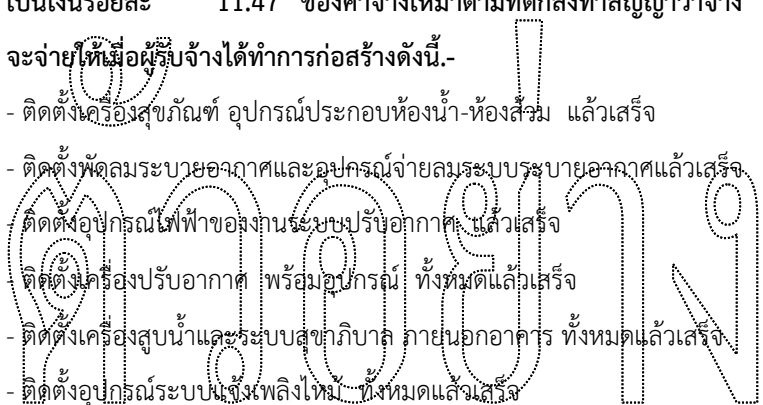 เป็นเงินร้อยละ 11.47 ของค่าจ้างเหมาตามที่ตกลงทำสัญญาว่าจ้าง
จะจ่ายให้เมื่อผู้รับจ้างได้ทำการก่อสร้างดังนี้.-
- ติดตั้งเครื่องสุขภัณฑ์ อุปกรณ์ประกอบห้องน้ำ-ห้องส้วม แล้วเสร็จ
- ติดตั้งพัดลมระบายอากาศและอุปกรณ์จ่ายลมระบบระบายอากาศแล้วเสร็จ
- ติดตั้งอุปกรณ์ไฟฟ้าของงานระบบปรับอากาศ แล้วเสร็จ
- ติดตั้งเครื่องปรับอากาศ พร้อมอุปกรณ์ ทั้งหมดแล้วเสร็จ
- ติดตั้งเครื่องสูบน้ำและระบบสุขาภิบาล ภายนอกอาคาร ทั้งหมดแล้วเสร็จ
- ติดตั้งอุปกรณ์ระบบแจ้งเพลิงไหม้ ทั้งหมดแล้วเสร็จ
ตัวอย่าง